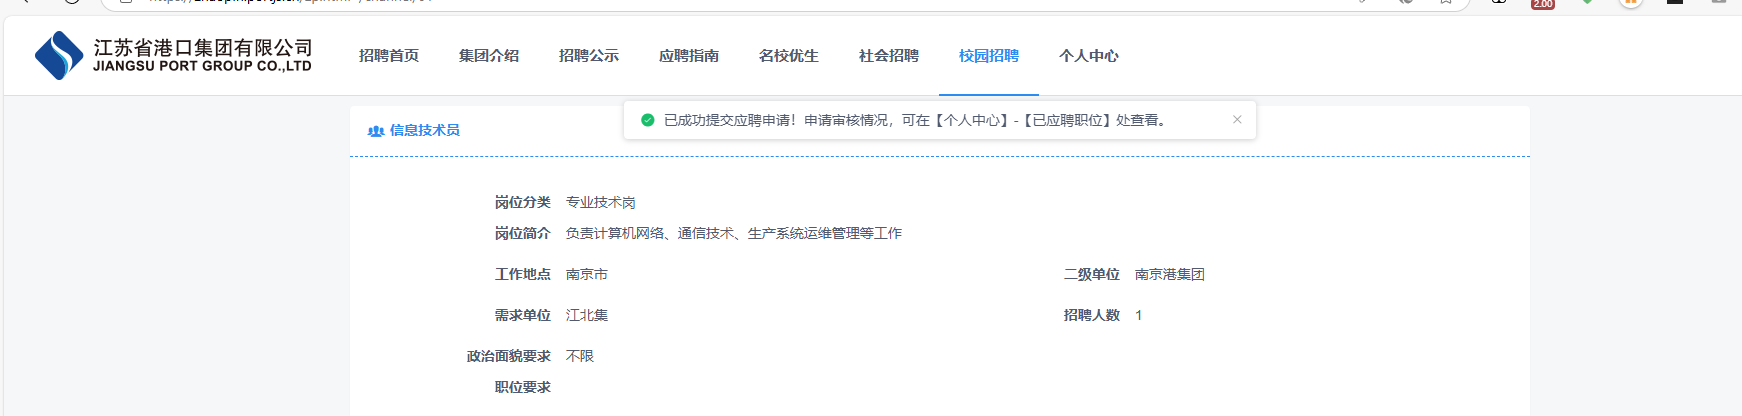 2.00
江苏省港口集团有限公司
JIANGSU PORT GROUP CO.,LTD
招聘首页 集团介绍 招聘公示 应聘指南 名校优生 社会招聘 校园招聘 个人中心
已成功提交应聘申请！申请审核情况，可在【个人中心】-【已应聘职位】处查看。
信息技术员
岗位分类 专业技术岗
岗位简介 负责计算机网络、通信技术、生产系统运维管理等工作
工作地点 南京市 二级单位 南京港集团
需求单位 江北集 招聘人数 1
政治面貌要求 不限
职位要求